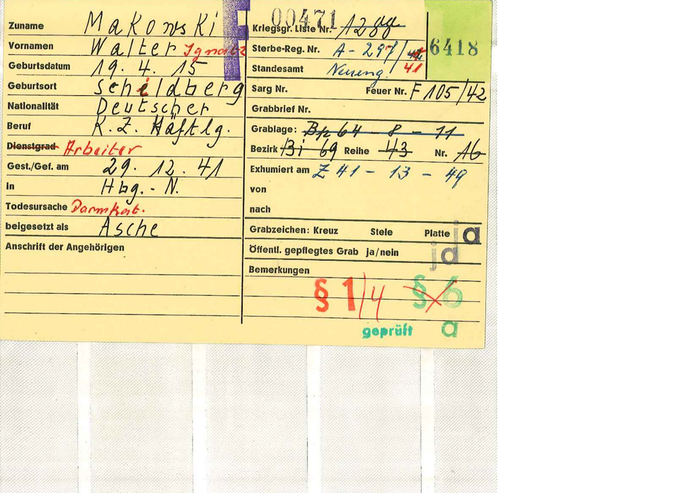 00471
Zuname Makowski
Kriegsgr. Liste Nr. 1288
Vornamen Walter Ignatz
Sterbe-Reg. Nr. A - 297/41
6418
Geburtsdatum 19. 4. 15
Standesamt Neueng.
Geburtsort Schildberg
Sarg Nr. Feuer Nr. F 105/42
Nationalität Deutscher
Grabbrief Nr.
Beruf K.Z. Häftlg.
Grablage: Bp 64 - 8 - 11
Dienstgrad Arbeiter
Bezirk Bi 69 Reihe 43 Nr. 16
Gest./Gef. am 29. 12. 41
Exhumiert am Z 41 - 13 - 49
In Hbg. - N.
von
Todesursache Darmkat.
nach
beigesetzt als Asche
Grabzeichen: Kreuz Stele Platte a
Anschrift der Angehörigen
Öffentl. gepflegtes Grab ja/nein
Bemerkungen
§ 1/4 § 6
geprüft a